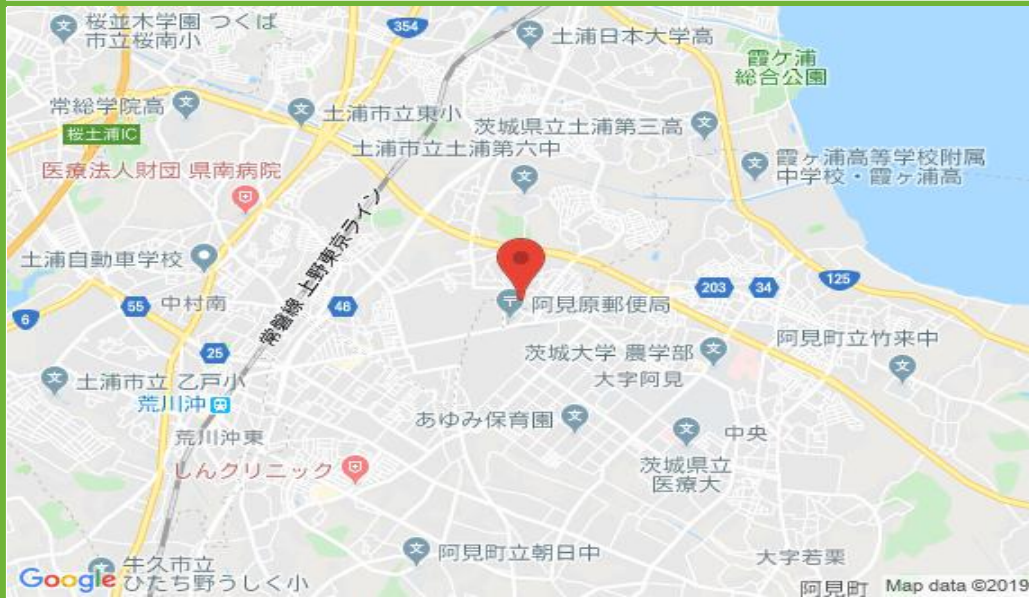 桜並木学園 つくば
市立桜南小
354
土浦日本大学高
霞ケ浦
総合公園
常総学院高
土浦市立東小
桜土浦IC
茨城県立土浦第三高
土浦市立土浦第六中
医療法人財団 県南病院
霞ヶ浦高等学校附属
中学校・霞ヶ浦高
常磐線 上野東京ライン
土浦自動車学校
125
203
34
55
中村南
48
〒
阿見原郵便局
6
25
茨城大学 農学部
阿見町立竹来中
土浦市立 乙戸小
大字阿見
荒川沖
あゆみ保育園
荒川沖東
中央
しんクリニック
茨城県立
医療大
阿見町立朝日中
大字若栗
牛久市立
ひたち野うしく小
Google
阿見町
Map data ©2019